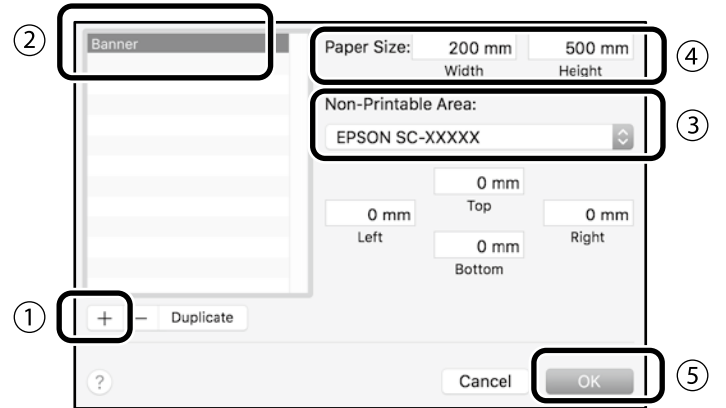 ②
Banner
Paper Size: 200 mm 500 mm
Width Height
④
Non-Printable Area:
EPSON SC-XXXXX
③
0 mm
Top
0 mm 0 mm
Left Right
0 mm
Bottom
①
+ − Duplicate
? Cancel OK
⑤